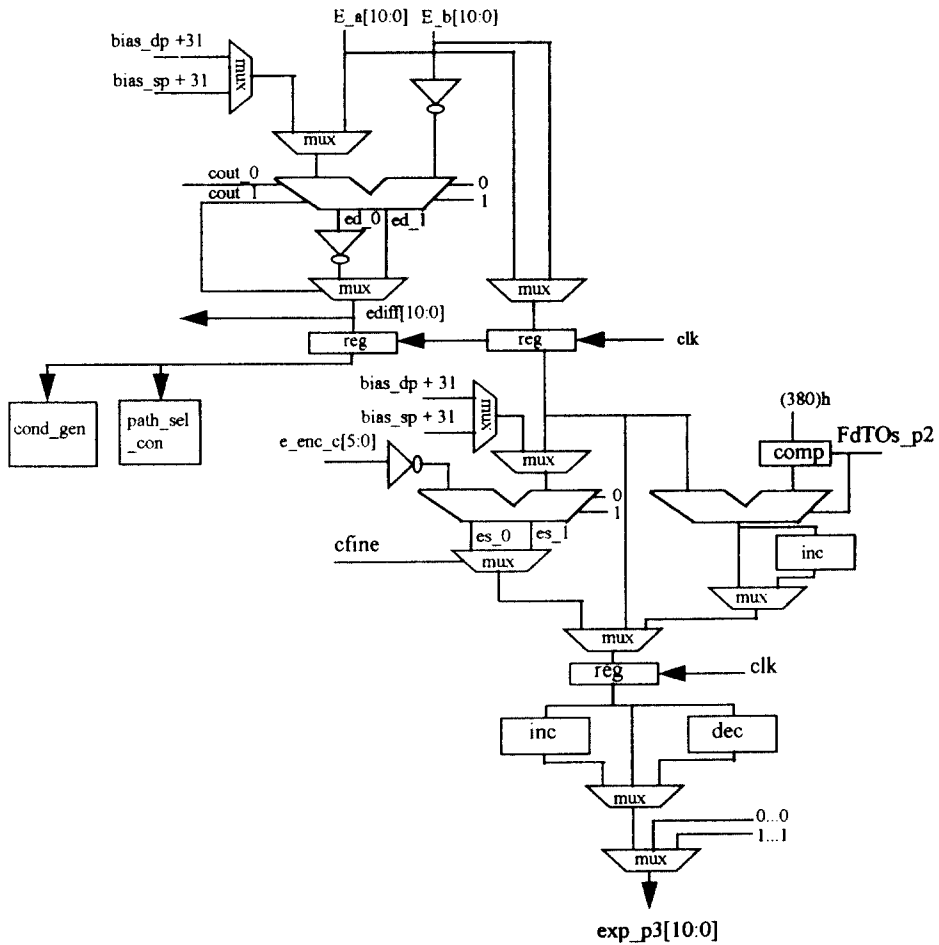 E_a[10:0] E_b[10:0]
bias_dp +31
bias_sp + 31
mux
mux
cout_0
cout_1
0
1
ed_0 ed_1
mux
mux
ediff[10:0]
reg
reg
clk
cond_gen
path_sel
_con
bias_dp + 31
bias_sp + 31
mux
(380)h
e_enc_c[5:0]
mux
comp
FdTOs_p2
0
1
es_0 es_1
cfine
mux
inc
mux
mux
reg
clk
inc
dec
mux
0...0
1...1
mux
exp_p3[10:0]